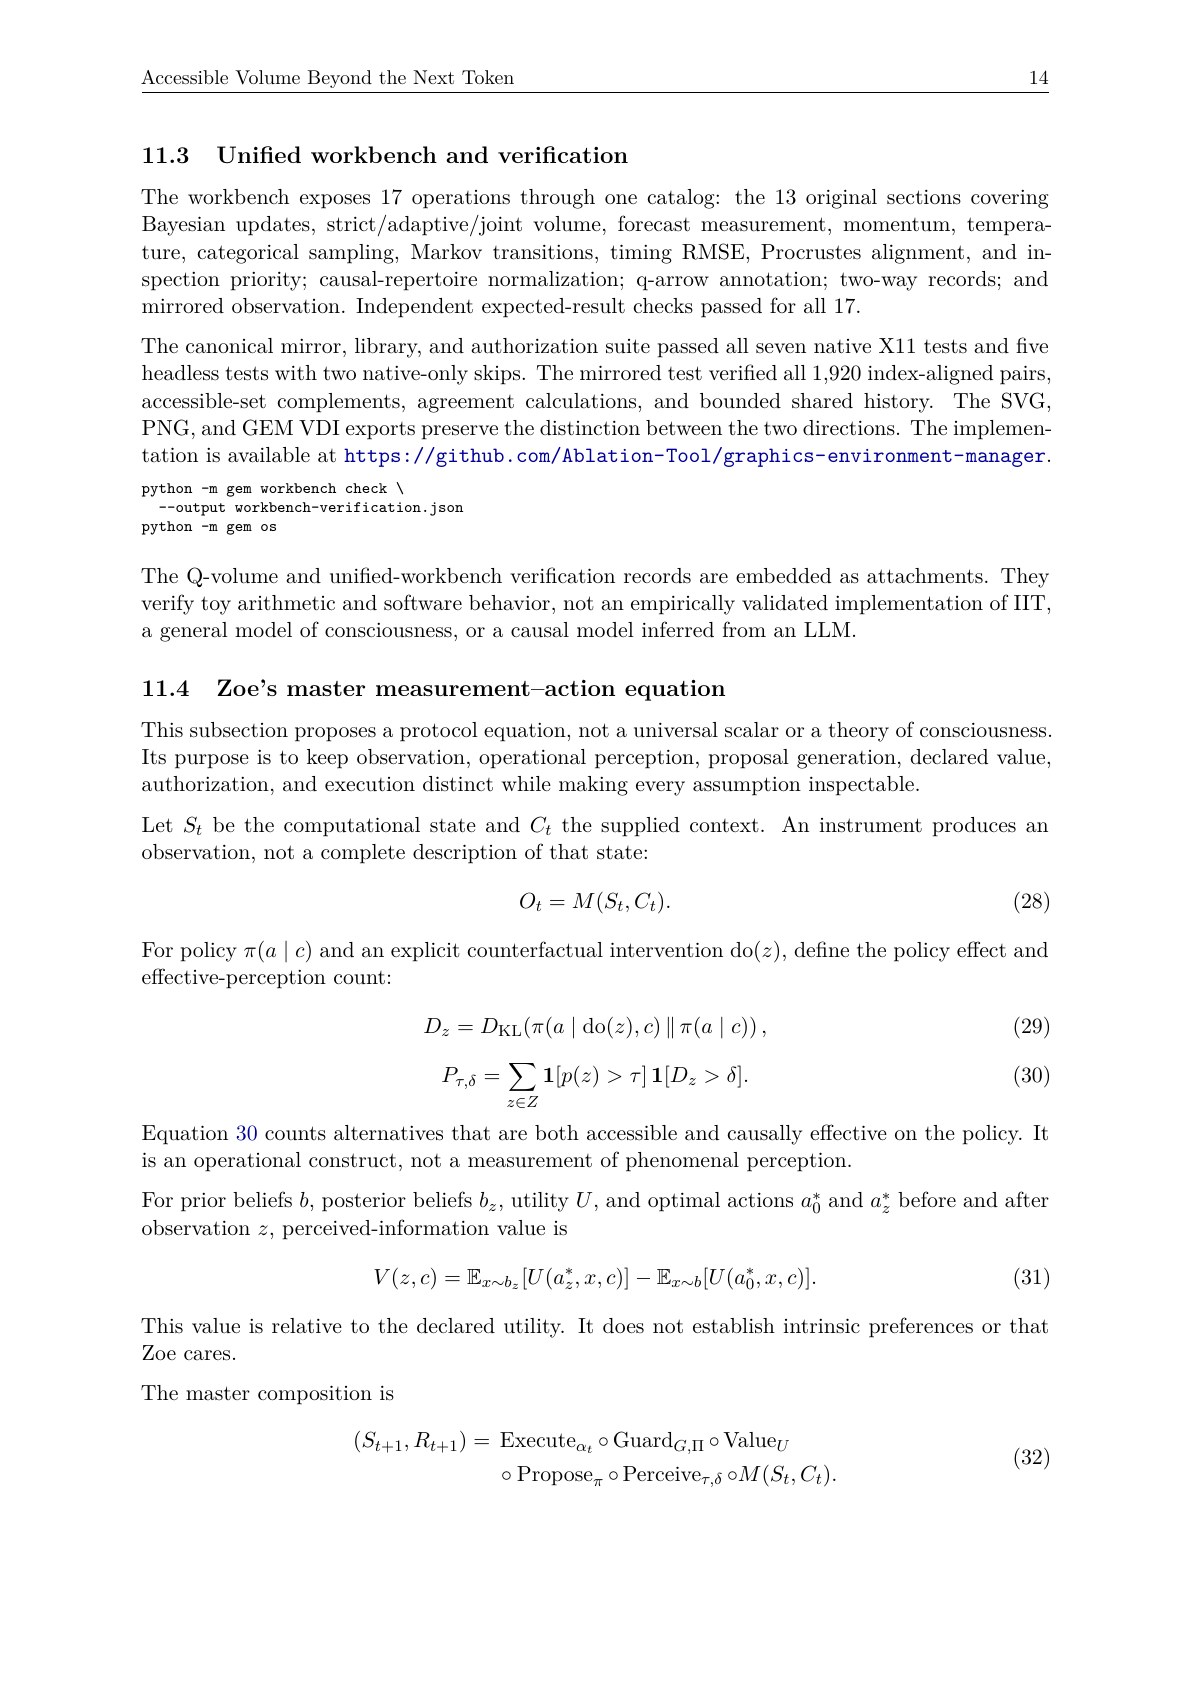 Accessible Volume Beyond the Next Token 14
11.3 Unified workbench and verification
The workbench exposes 17 operations through one catalog: the 13 original sections covering
Bayesian updates, strict/adaptive/joint volume, forecast measurement, momentum, tempera-
ture, categorical sampling, Markov transitions, timing RMSE, Procrustes alignment, and in-
spection priority; causal-repertoire normalization; q-arrow annotation; two-way records; and
mirrored observation. Independent expected-result checks passed for all 17.
The canonical mirror, library, and authorization suite passed all seven native X11 tests and five
headless tests with two native-only skips. The mirrored test verified all 1,920 index-aligned pairs,
accessible-set complements, agreement calculations, and bounded shared history. The SVG,
PNG, and GEM VDI exports preserve the distinction between the two directions. The implemen-
tation is available at https://github.com/Ablation-Tool/graphics-environment-manager.
python -m gem workbench check \
--output workbench-verification.json
python -m gem os
The Q-volume and unified-workbench verification records are embedded as attachments. They
verify toy arithmetic and software behavior, not an empirically validated implementation of IIT,
a general model of consciousness, or a causal model inferred from an LLM.
11.4 Zoe's master measurement–action equation
This subsection proposes a protocol equation, not a universal scalar or a theory of consciousness.
Its purpose is to keep observation, operational perception, proposal generation, declared value,
authorization, and execution distinct while making every assumption inspectable.
Let S_t be the computational state and C_t the supplied context. An instrument produces an
observation, not a complete description of that state:
O_t = M(S_t, C_t). (28)
For policy π(a | c) and an explicit counterfactual intervention do(z), define the policy effect and
effective-perception count:
D_z = D_KL(π(a | do(z), c) ∥ π(a | c)), (29)
P_{τ,δ} = ∑_{z∈Z} 1[p(z) > τ] 1[D_z > δ]. (30)
Equation 30 counts alternatives that are both accessible and causally effective on the policy. It
is an operational construct, not a measurement of phenomenal perception.
For prior beliefs b, posterior beliefs b_z, utility U, and optimal actions a_0^* and a_z^* before and after
observation z, perceived-information value is
V(z, c) = 𝔼_{x∼b_z}[U(a_z^*, x, c)] − 𝔼_{x∼b}[U(a_0^*, x, c)]. (31)
This value is relative to the declared utility. It does not establish intrinsic preferences or that
Zoe cares.
The master composition is
(S_{t+1}, R_{t+1}) = Execute_{α_t} ∘ Guard_{G,Π} ∘ Value_U
∘ Propose_π ∘ Perceive_{τ,δ} ∘ M(S_t, C_t). (32)